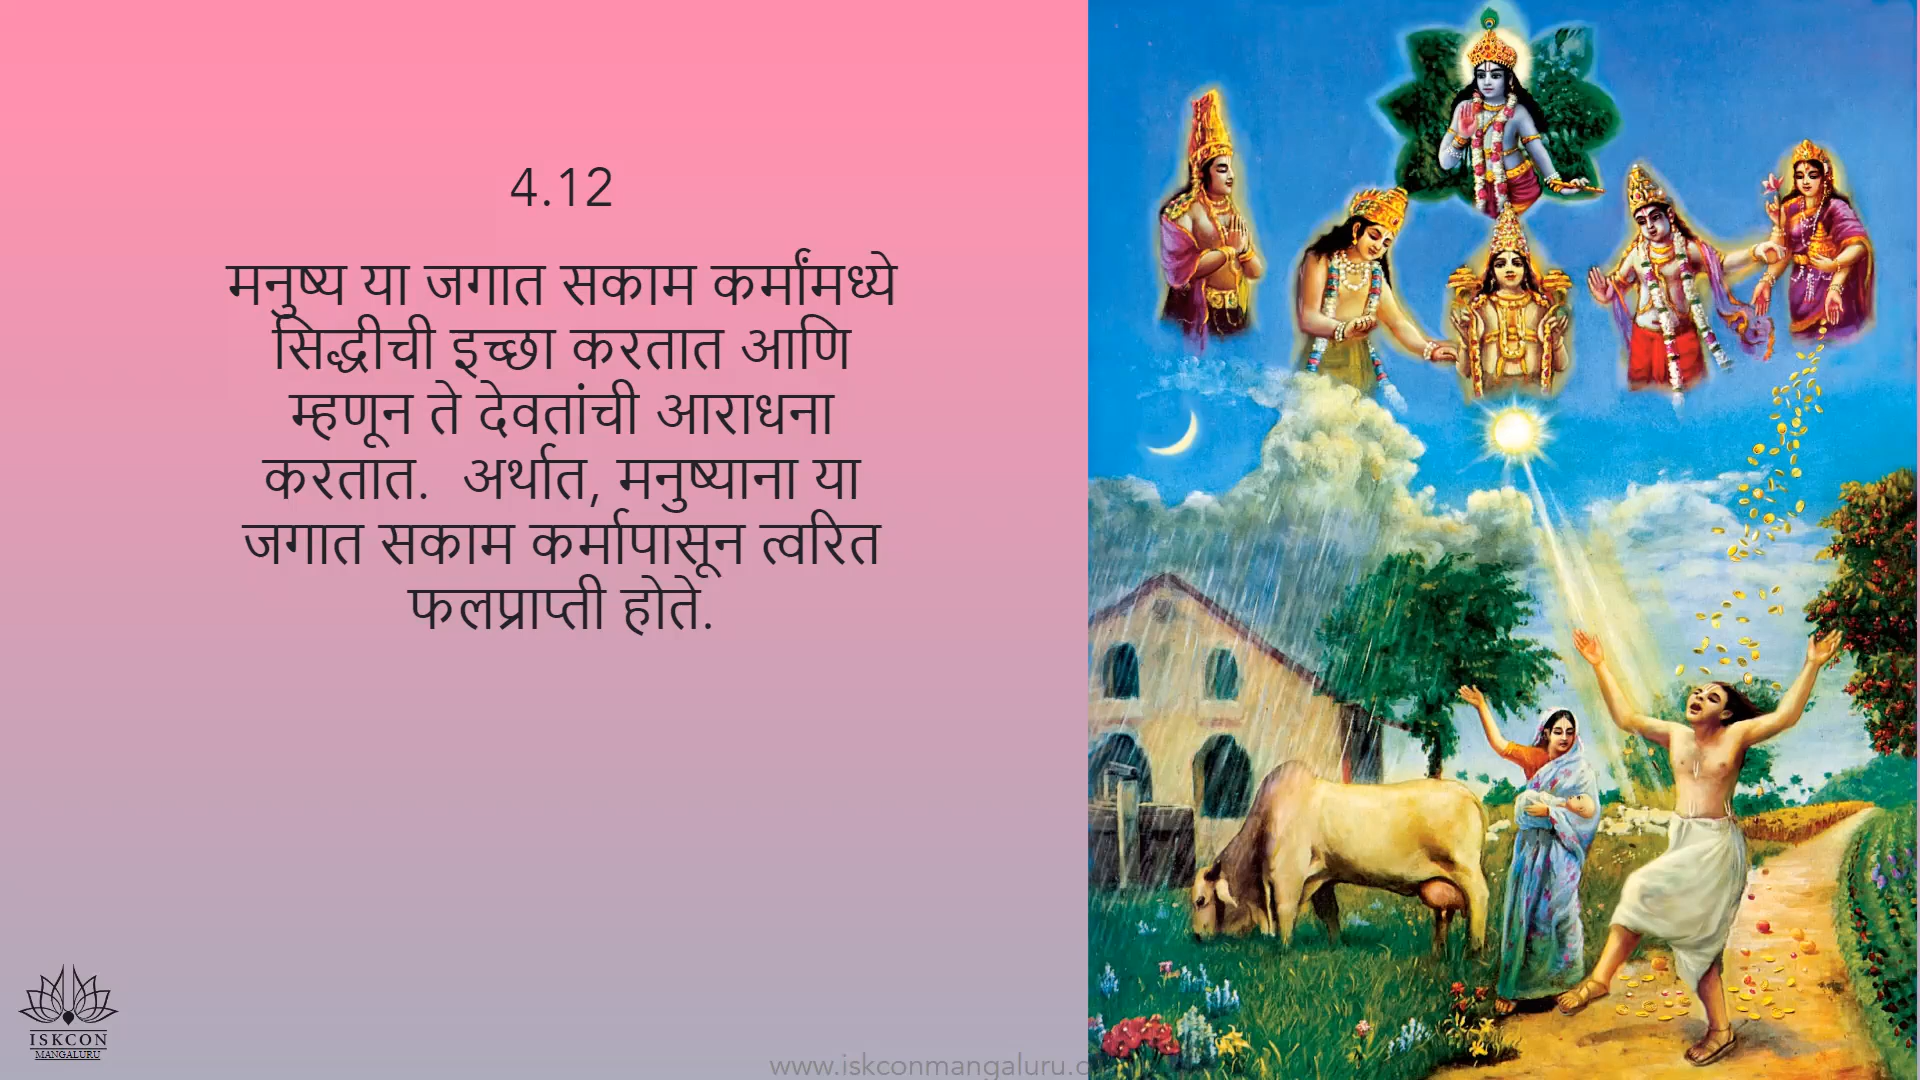 4.12
मनुष्य या जगात सकाम कर्मांमध्ये
सिद्धीची इच्छा करतात आणि
म्हणून ते देवतांची आराधना
करतात.  अर्थात, मनुष्याना या
जगात सकाम कर्मापासून त्वरित
फलप्राप्ती होते.
ISKCON
MANGALURU
www.iskconmangaluru.c